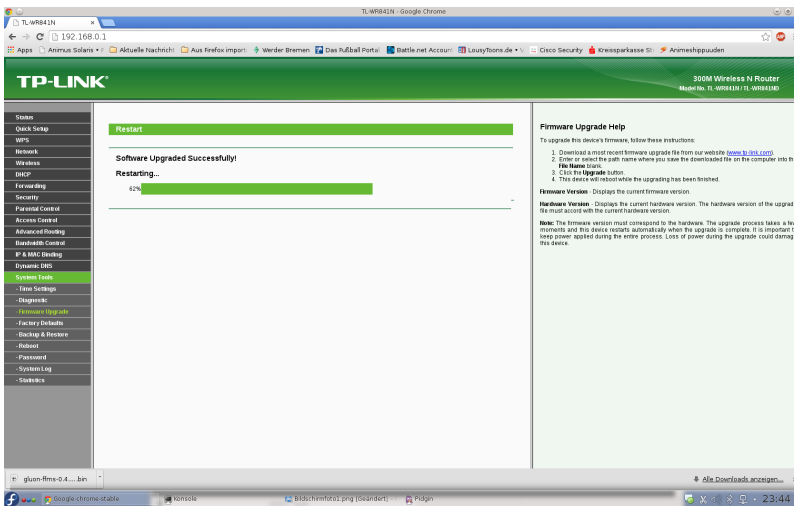 TL-WR841N - Google Chrome
TL-WR841N
192.168.0.1
Apps
Animus Solaris •
Aktuelle Nachricht
Aus Firefox import
Werder Bremen
Das Fußball Portal
Battle.net Account
LousyToons.de •
Cisco Security
Kreissparkasse St
Animeshippuuden
TP-LINK
300M Wireless N Router
Model No. TL-WR841N / TL-WR841ND
Status
Quick Setup
WPS
Network
Wireless
DHCP
Forwarding
Security
Parental Control
Access Control
Advanced Routing
Bandwidth Control
IP & MAC Binding
Dynamic DNS
System Tools
- Time Settings
- Diagnostic
- Firmware Upgrade
- Factory Defaults
- Backup & Restore
- Reboot
- Password
- System Log
- Statistics
Restart
Software Upgraded Successfully!
Restarting...
62%
Firmware Upgrade Help
To upgrade this device's firmware, follow these instructions:
1. Download a most recent firmware upgrade file from our website (www.tp-link.com).
2. Enter or select the path name where you save the downloaded file on the computer into th
File Name blank.
3. Click the Upgrade button.
4. This device will reboot while the upgrading has been finished.
Firmware Version - Displays the current firmware version.
Hardware Version - Displays the current hardware version. The hardware version of the upgrad
file must accord with the current hardware version.
Note: The firmware version must correspond to the hardware. The upgrade process takes a few
moments and this device restarts automatically when the upgrade is complete. It is important t
keep power applied during the entire process. Loss of power during the upgrade could damag
this device.
gluon-ffms-0.4.....bin
Alle Downloads anzeigen...
Google-chrome-stable
Konsole
Bildschirmfoto1.png [Geändert]
Pidgin
23:44